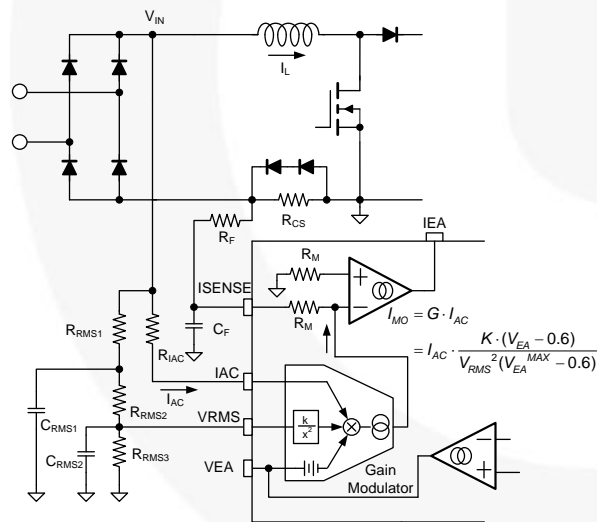 V_IN
I_L
R_CS
R_F
IEA
R_M
ISENSE
R_M
C_F
I_MO = G · I_AC
= I_AC · K · (V_EA − 0.6) / V_RMS^2 (V_EA^MAX − 0.6)
R_RMS1
R_IAC
I_AC
IAC
C_RMS1
R_RMS2
VRMS
k / x^2
C_RMS2
R_RMS3
VEA
Gain
Modulator
+
−
−
+